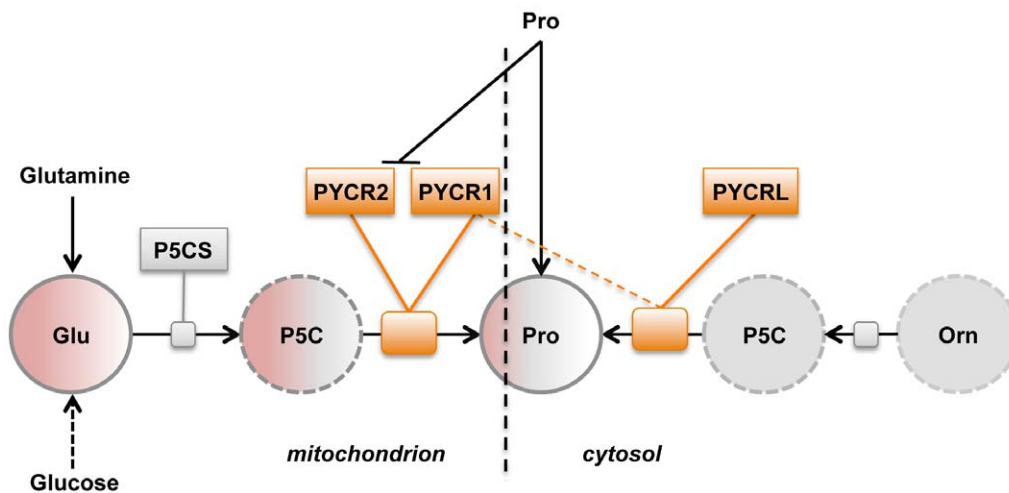 Pro
Glutamine
PYCR2
PYCR1
PYCRL
P5CS
Glu
P5C
Pro
P5C
Orn
mitochondrion
cytosol
Glucose